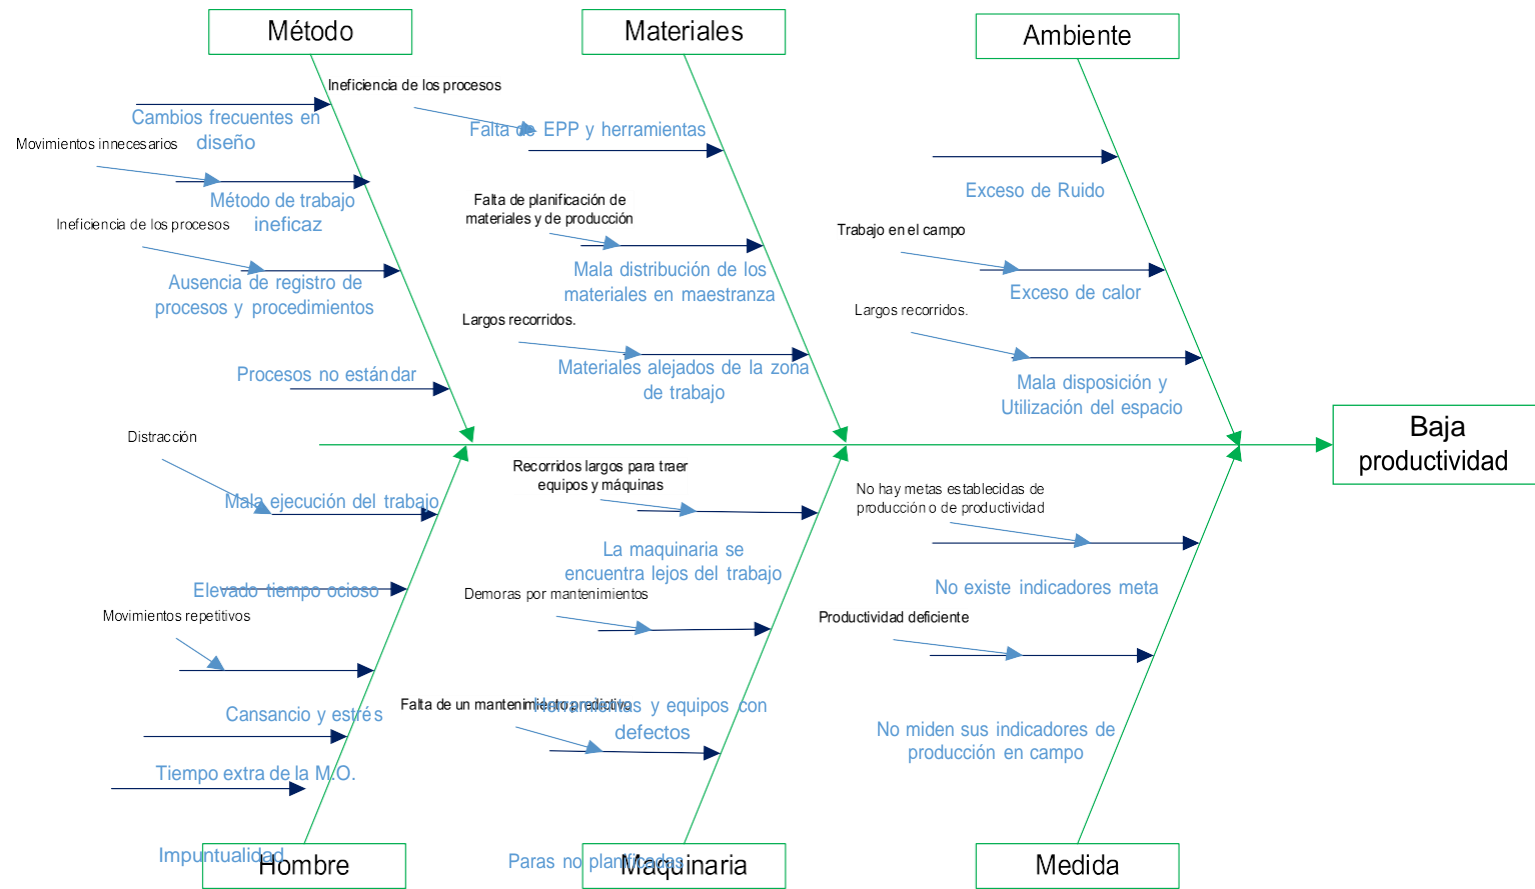 Método
Materiales
Ambiente
Ineficiencia de los procesos
Cambios frecuentes en
diseño
Falta de EPP y herramientas
Movimientos innecesarios
Método de trabajo
ineficaz
Falta de planificación de
materiales y de producción
Exceso de Ruido
Ineficiencia de los procesos
Trabajo en el campo
Ausencia de registro de
procesos y procedimientos
Mala distribución de los
materiales en maestranza
Exceso de calor
Largos recorridos.
Largos recorridos.
Procesos no estándar
Materiales alejados de la zona
de trabajo
Mala disposición y
Utilización del espacio
Baja
productividad
Distracción
Mala ejecución del trabajo
Recorridos largos para traer
equipos y máquinas
No hay metas establecidas de
producción o de productividad
La maquinaria se
encuentra lejos del trabajo
No existe indicadores meta
Elevado tiempo ocioso
Demoras por mantenimientos
Movimientos repetitivos
Productividad deficiente
Cansancio y estrés
Falta de un mantenimiento predictivo
Herramientas y equipos con
defectos
No miden sus indicadores de
producción en campo
Tiempo extra de la M.O.
Impuntualidad
Hombre
Paras no planificadas
Maquinaria
Medida